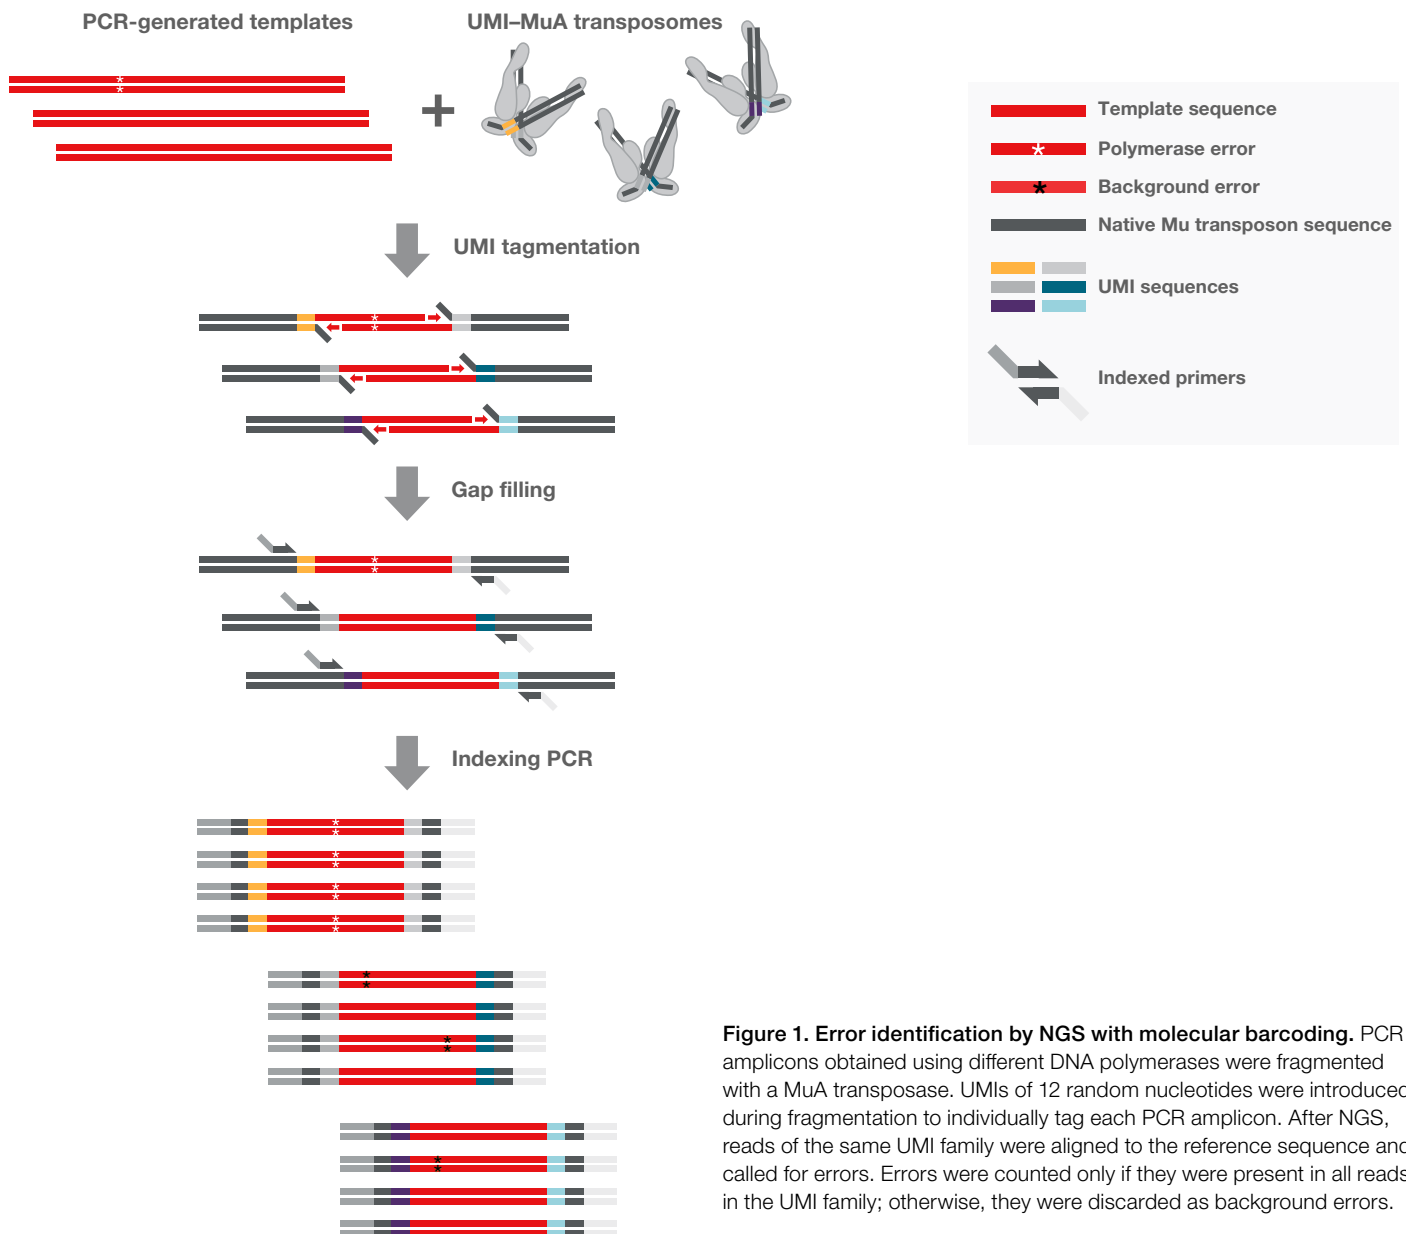 PCR-generated templates
UMI–MuA transposomes
Template sequence
Polymerase error
Background error
Native Mu transposon sequence
UMI sequences
Indexed primers
UMI tagmentation
Gap filling
Indexing PCR
Figure 1. Error identification by NGS with molecular barcoding. PCR
amplicons obtained using different DNA polymerases were fragmented
with a MuA transposase. UMIs of 12 random nucleotides were introduced
during fragmentation to individually tag each PCR amplicon. After NGS,
reads of the same UMI family were aligned to the reference sequence and
called for errors. Errors were counted only if they were present in all reads
in the UMI family; otherwise, they were discarded as background errors.